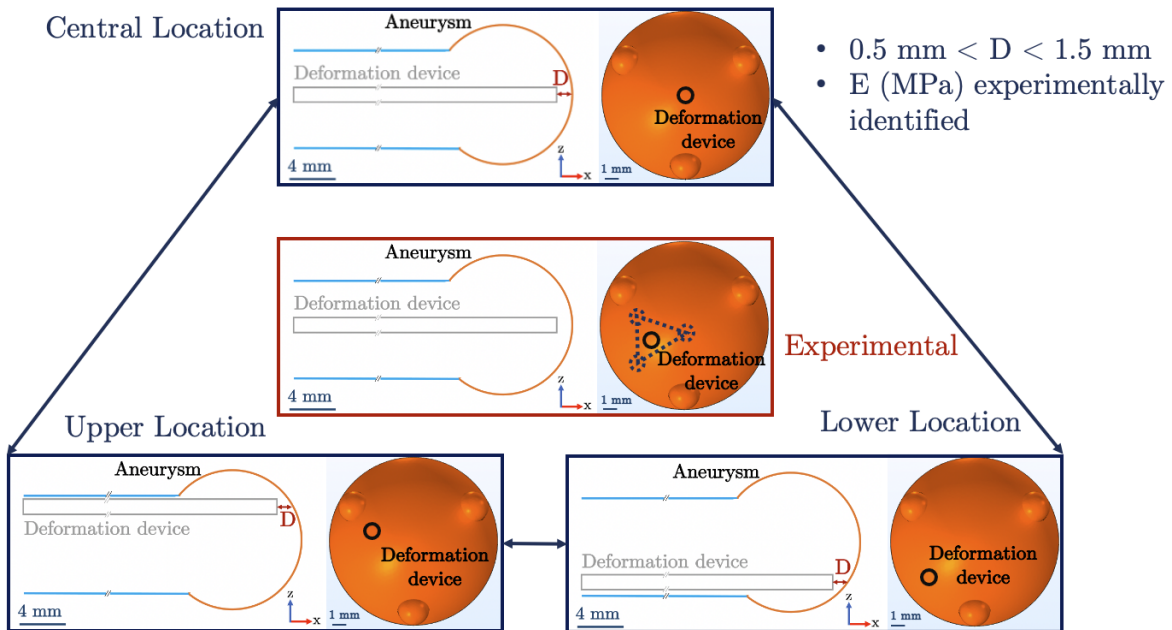 Central Location
Aneurysm
Deformation device
D
4 mm
z
x
Deformation
device
1 mm
• 0.5 mm < D < 1.5 mm
• E (MPa) experimentally
identified
Aneurysm
Deformation device
4 mm
z
x
Deformation
device
1 mm
Experimental
Upper Location
Aneurysm
D
Deformation device
4 mm
z
x
Deformation
device
1 mm
Lower Location
Aneurysm
Deformation device
D
4 mm
z
x
Deformation
device
1 mm